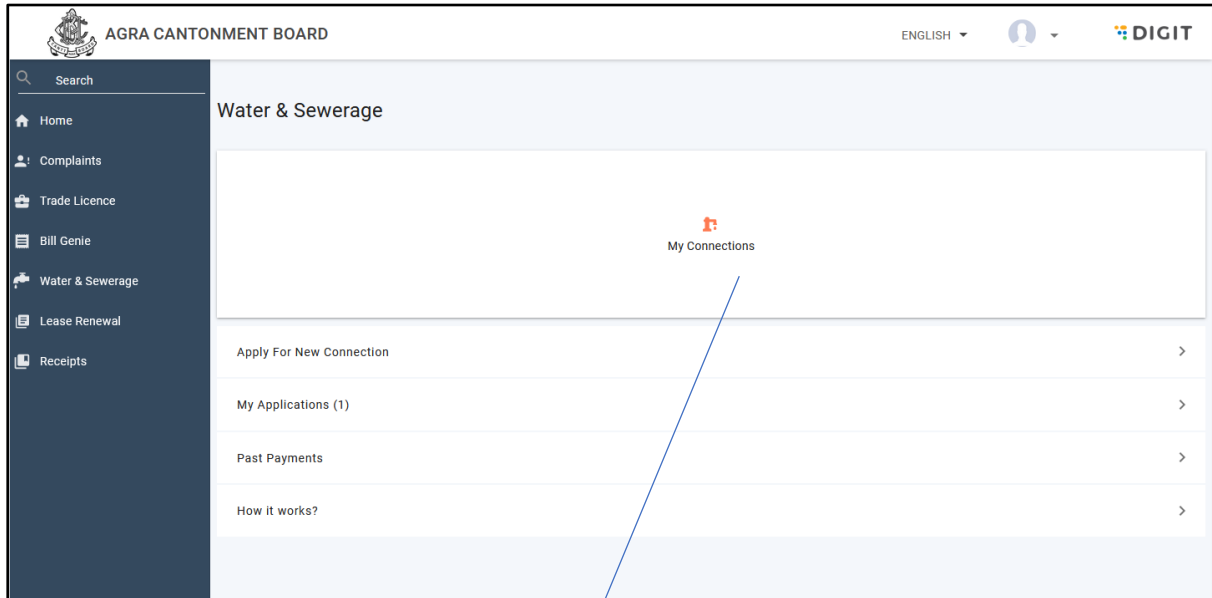 AGRA CANTONMENT BOARD
ENGLISH
DIGIT
Search
Home
Complaints
Trade Licence
Bill Genie
Water & Sewerage
Lease Renewal
Receipts
Water & Sewerage
My Connections
Apply For New Connection
My Applications (1)
Past Payments
How it works?